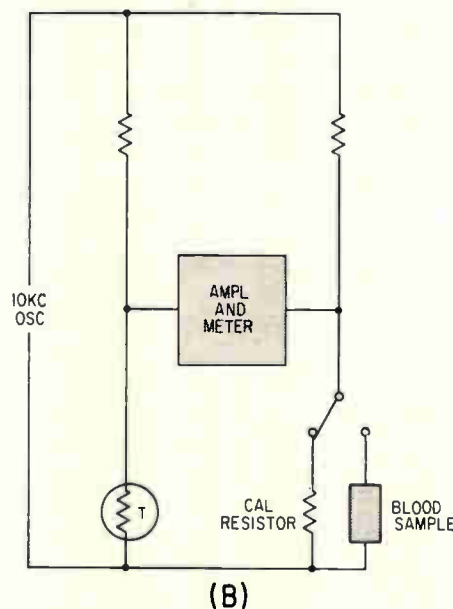 10KC
OSC
AMPL
AND
METER
T
CAL
RESISTOR
BLOOD
SAMPLE
(B)